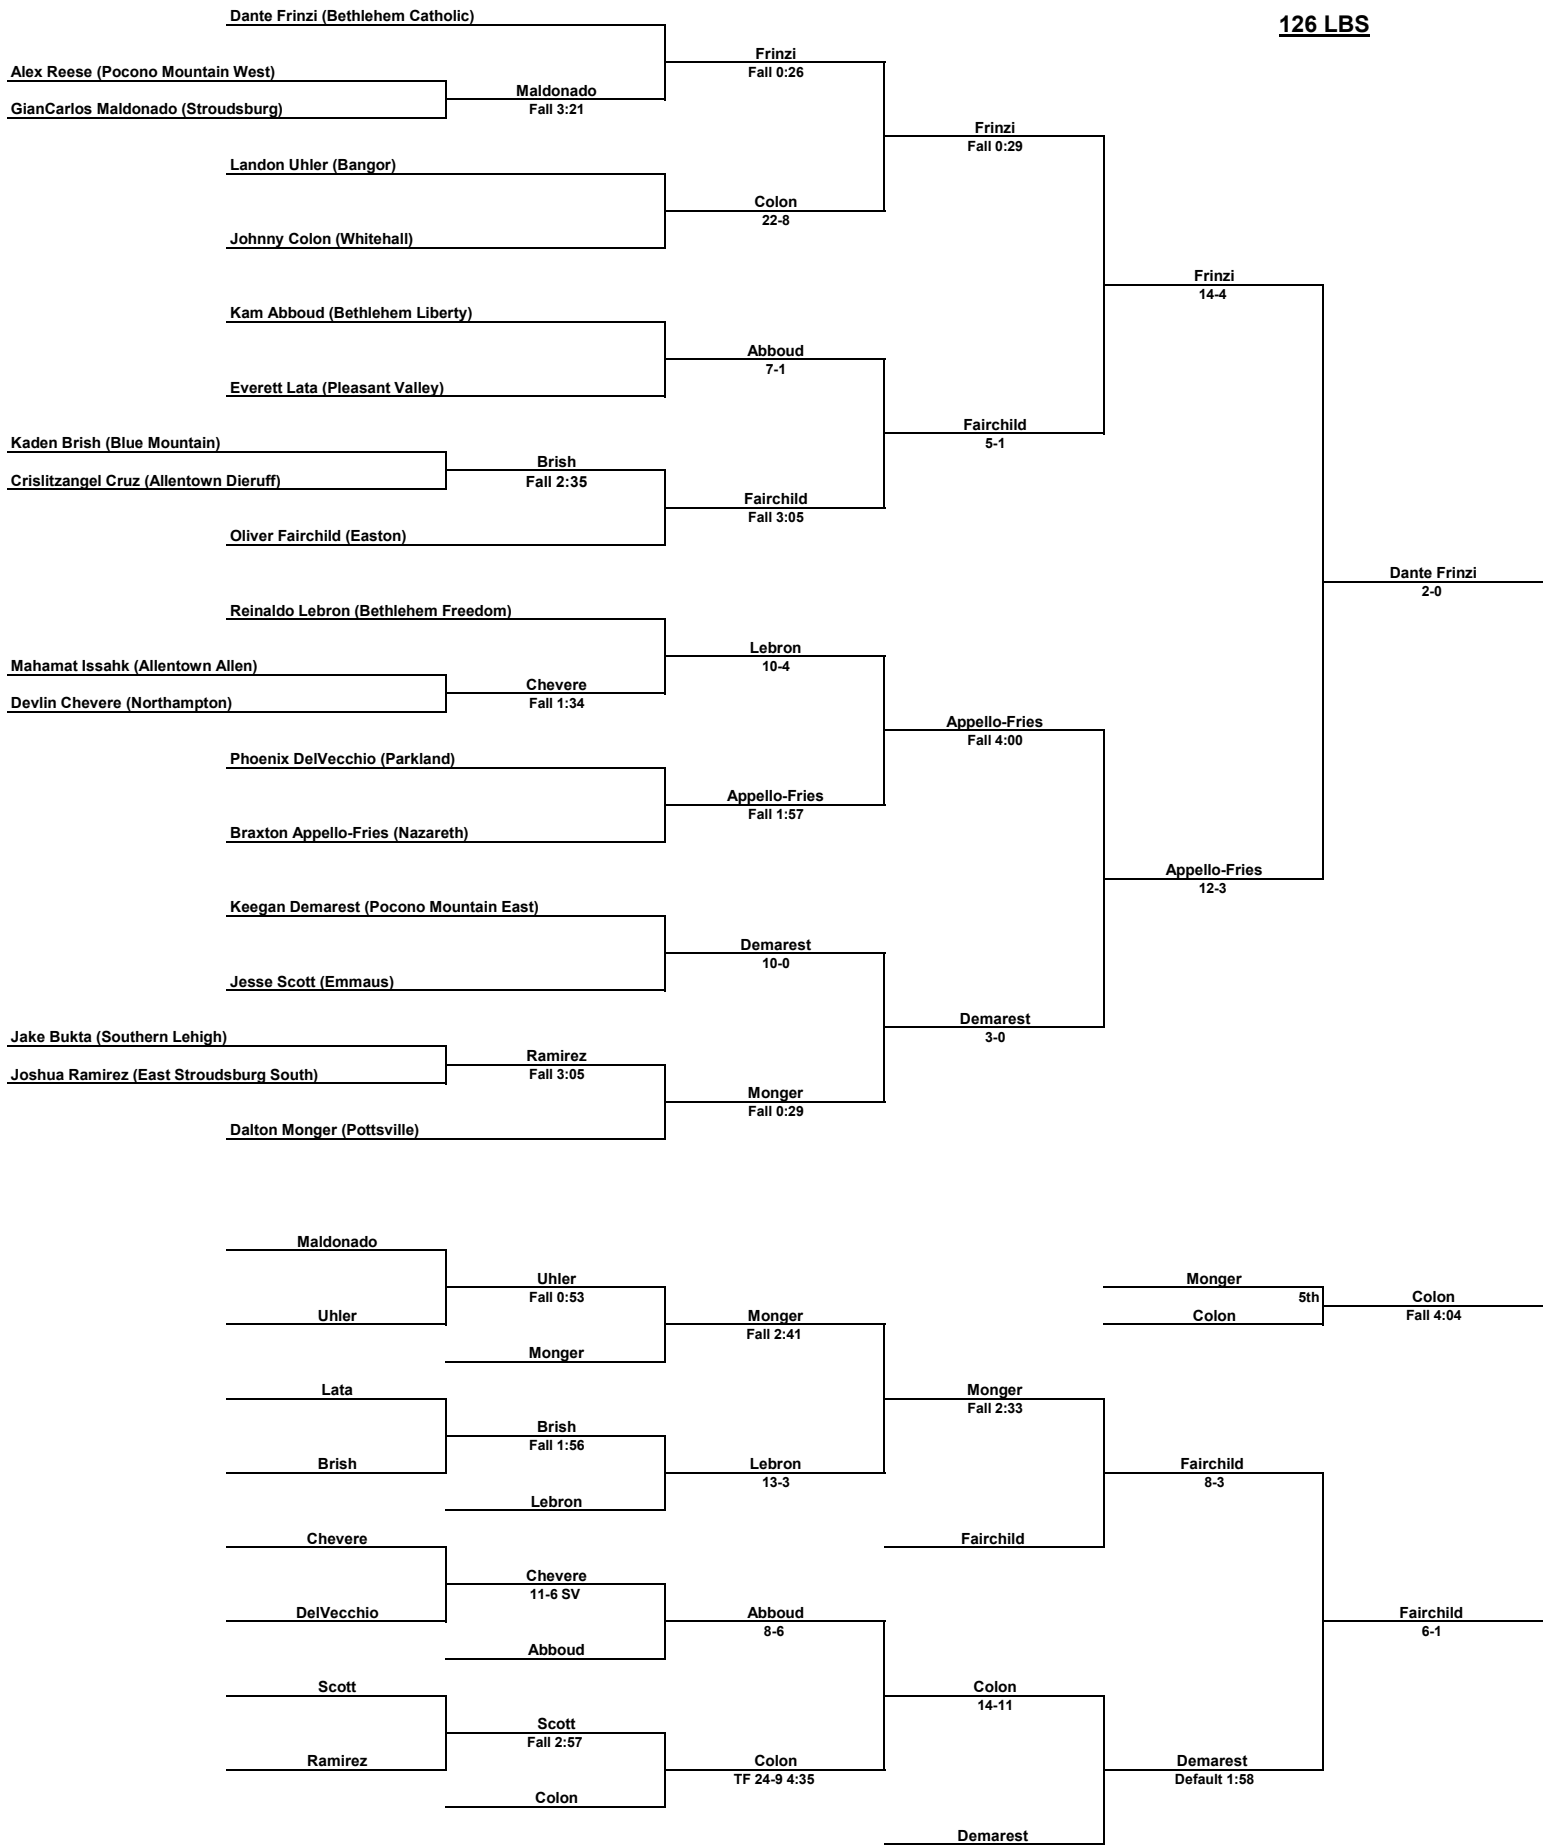 126 LBS
Dante Frinzi (Bethlehem Catholic)
Frinzi
Fall 0:26
Alex Reese (Pocono Mountain West)
Maldonado
Fall 3:21
GianCarlos Maldonado (Stroudsburg)
Frinzi
Fall 0:29
Landon Uhler (Bangor)
Colon
22-8
Johnny Colon (Whitehall)
Frinzi
14-4
Kam Abboud (Bethlehem Liberty)
Abboud
7-1
Everett Lata (Pleasant Valley)
Fairchild
5-1
Kaden Brish (Blue Mountain)
Brish
Fall 2:35
Crislitzangel Cruz (Allentown Dieruff)
Fairchild
Fall 3:05
Oliver Fairchild (Easton)
Dante Frinzi
2-0
Reinaldo Lebron (Bethlehem Freedom)
Lebron
10-4
Mahamat Issahk (Allentown Allen)
Chevere
Fall 1:34
Devlin Chevere (Northampton)
Appello-Fries
Fall 4:00
Phoenix DelVecchio (Parkland)
Appello-Fries
Fall 1:57
Braxton Appello-Fries (Nazareth)
Appello-Fries
12-3
Keegan Demarest (Pocono Mountain East)
Demarest
10-0
Jesse Scott (Emmaus)
Demarest
3-0
Jake Bukta (Southern Lehigh)
Ramirez
Fall 3:05
Joshua Ramirez (East Stroudsburg South)
Monger
Fall 0:29
Dalton Monger (Pottsville)
Maldonado
Uhler
Fall 0:53
Monger
5th
Colon
Fall 4:04
Uhler
Monger
Fall 2:41
Colon
Monger
Lata
Monger
Fall 2:33
Brish
Fall 1:56
Brish
Lebron
13-3
Fairchild
8-3
Lebron
Chevere
Fairchild
Chevere
11-6 SV
DelVecchio
Abboud
8-6
Fairchild
6-1
Abboud
Scott
Colon
14-11
Scott
Fall 2:57
Ramirez
Colon
TF 24-9 4:35
Demarest
Default 1:58
Colon
Demarest